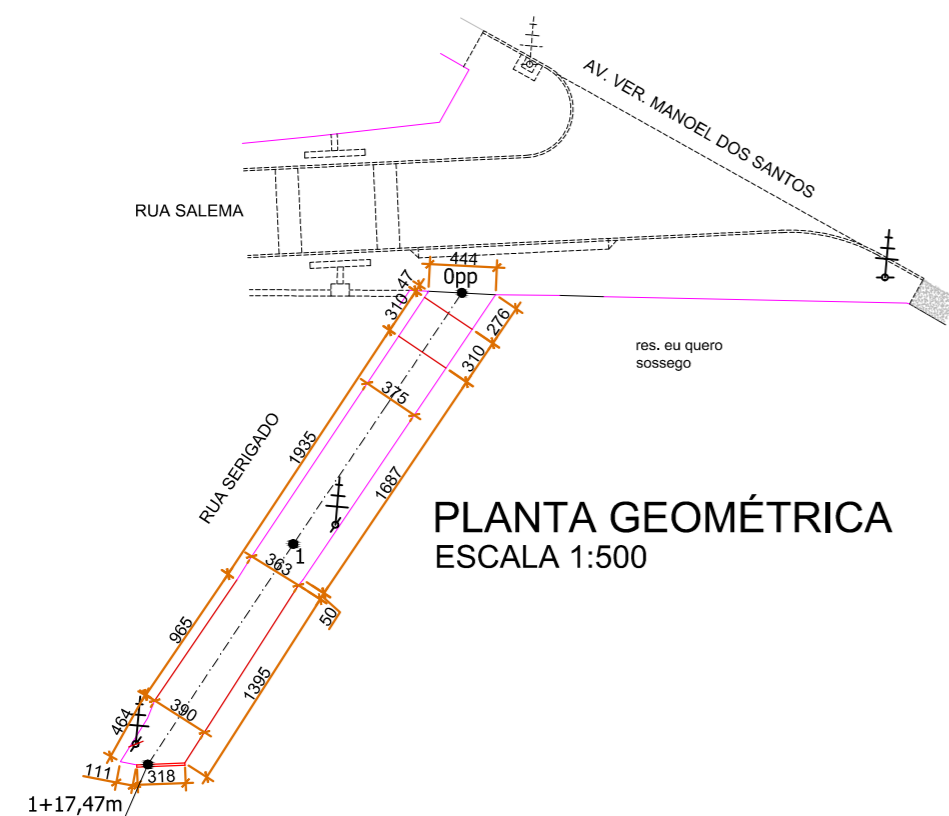 AV. VER. MANOEL DOS SANTOS
RUA SALEMA
444
0pp
47
310
276
310
res. eu quero
sossego
375
1935
RUA SERIGADO
1687
PLANTA GEOMÉTRICA
ESCALA 1:500
1
363
50
965
1395
390
464
111
318
1+17,47m